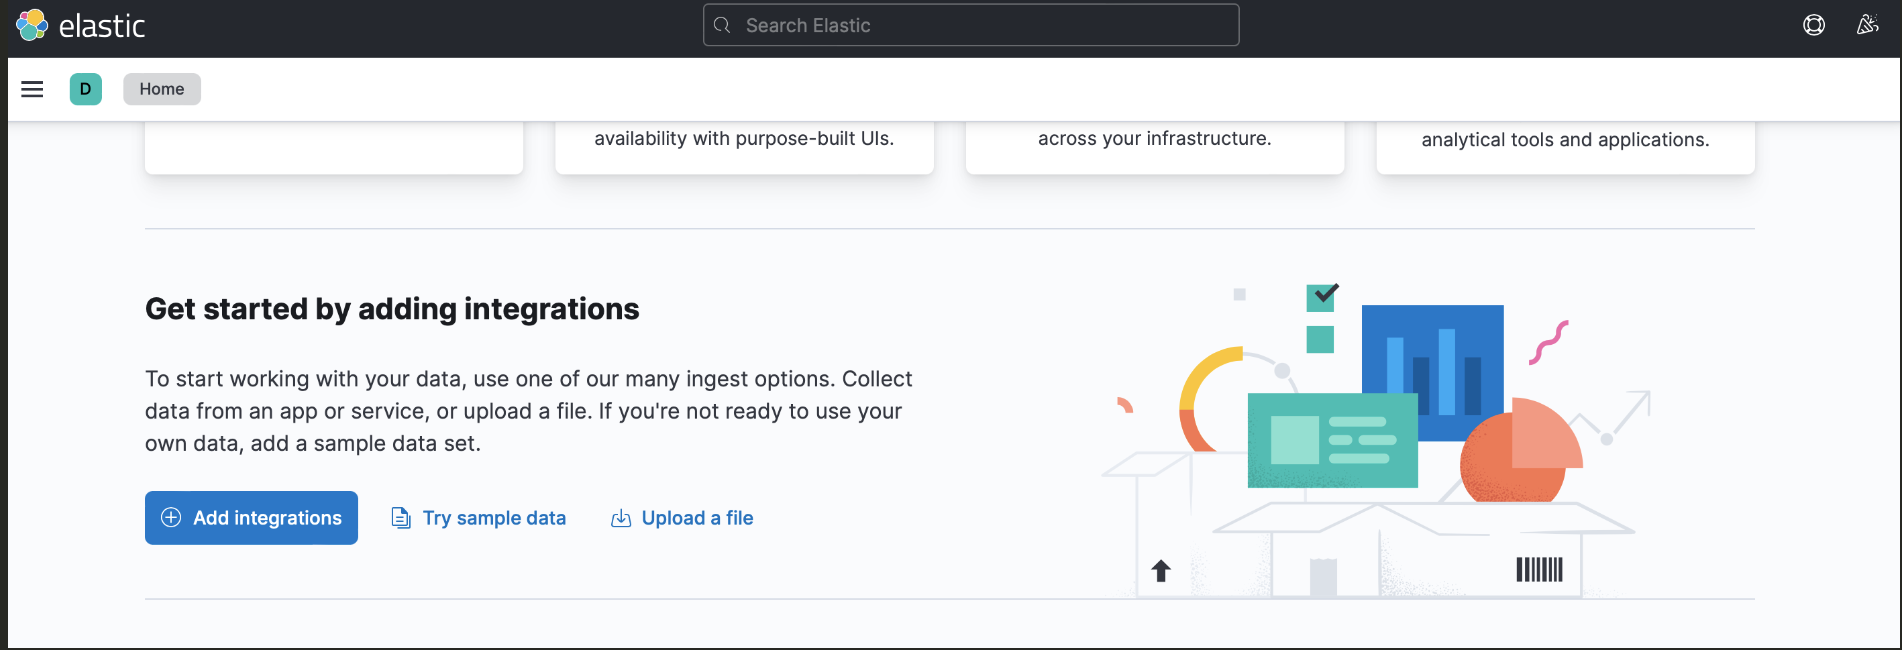 elastic
Search Elastic
D
Home
availability with purpose-built UIs.
across your infrastructure.
analytical tools and applications.
Get started by adding integrations
To start working with your data, use one of our many ingest options. Collect
data from an app or service, or upload a file. If you're not ready to use your
own data, add a sample data set.
Add integrations
Try sample data
Upload a file